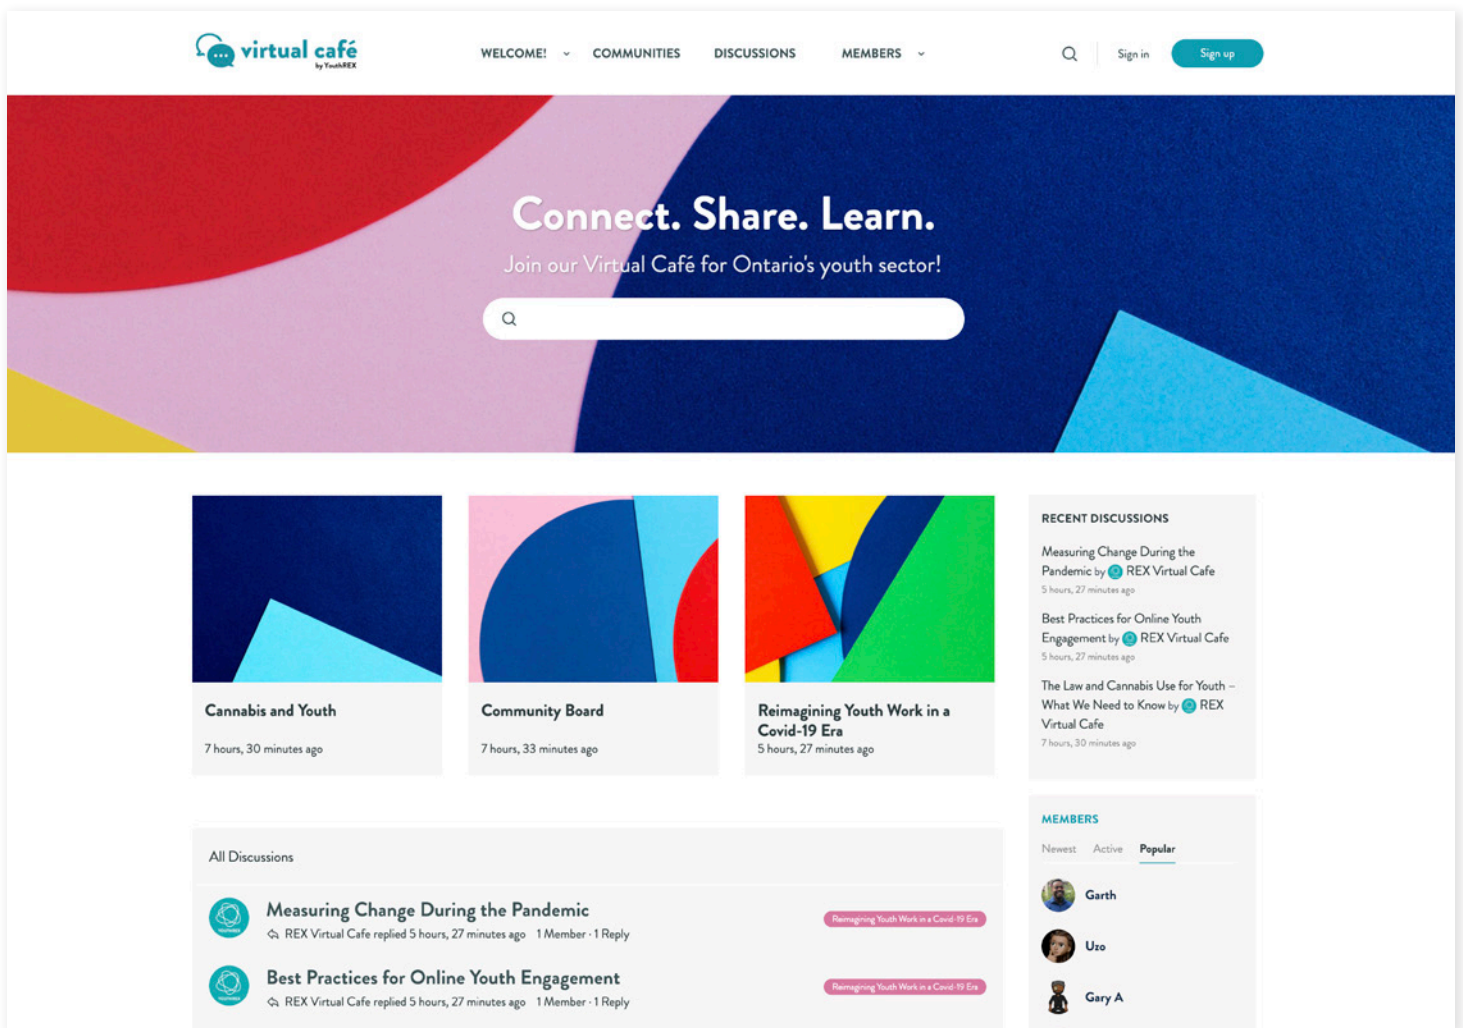 virtual café
by YouthREX
WELCOME!
COMMUNITIES
DISCUSSIONS
MEMBERS
Sign in
Sign up
Connect. Share. Learn.
Join our Virtual Café for Ontario's youth sector!
Cannabis and Youth
7 hours, 30 minutes ago
Community Board
7 hours, 33 minutes ago
Reimagining Youth Work in a
Covid-19 Era
5 hours, 27 minutes ago
RECENT DISCUSSIONS
Measuring Change During the
Pandemic by REX Virtual Cafe
5 hours, 27 minutes ago
Best Practices for Online Youth
Engagement by REX Virtual Cafe
5 hours, 27 minutes ago
The Law and Cannabis Use for Youth –
What We Need to Know by REX
Virtual Cafe
7 hours, 30 minutes ago
All Discussions
Measuring Change During the Pandemic
REX Virtual Cafe replied 5 hours, 27 minutes ago 1 Member · 1 Reply
Reimagining Youth Work in a Covid-19 Era
Best Practices for Online Youth Engagement
REX Virtual Cafe replied 5 hours, 27 minutes ago 1 Member · 1 Reply
Reimagining Youth Work in a Covid-19 Era
MEMBERS
Newest Active Popular
Garth
Uzo
Gary A